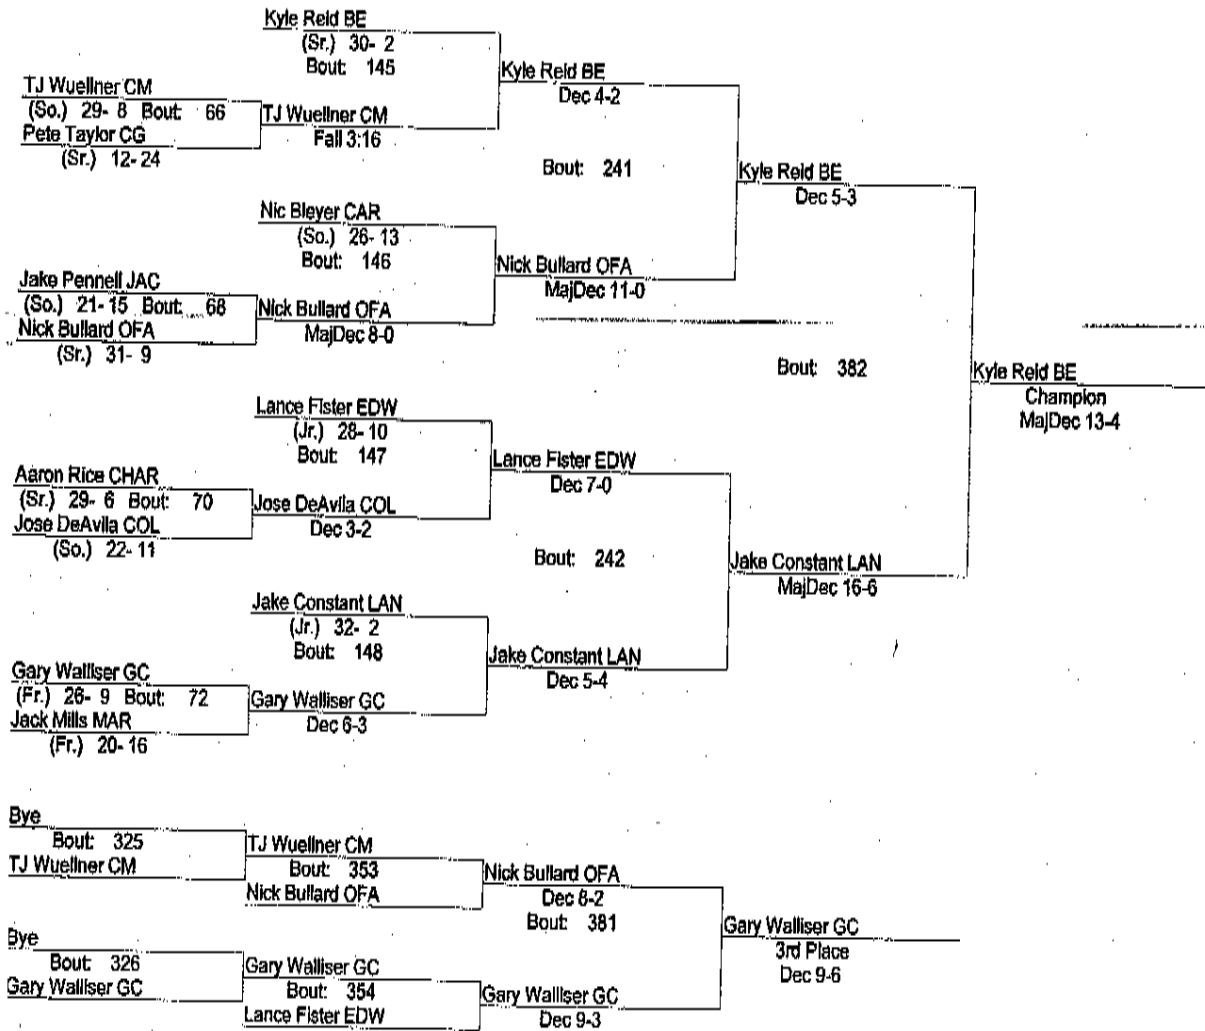 Kyle Reid BE
(Sr.) 30- 2
Bout: 145
Kyle Reid BE
Dec 4-2
TJ Wuellner CM
(So.) 29- 8 Bout: 66
TJ Wuellner CM
Pete Taylor CG
Fall 3:16
(Sr.) 12- 24
Bout: 241
Kyle Reid BE
Dec 5-3
Nic Bleyer CAR
(So.) 26- 13
Bout: 146
Nick Bullard OFA
MajDec 11-0
Jake Pennell JAC
(So.) 21- 15 Bout: 68
Nick Bullard OFA
Nick Bullard OFA
MajDec 8-0
(Sr.) 31- 9
Bout: 382
Kyle Reid BE
Champion
MajDec 13-4
Lance Fister EDW
(Jr.) 28- 10
Bout: 147
Lance Fister EDW
Dec 7-0
Aaron Rice CHAR
(Sr.) 29- 6 Bout: 70
Jose DeAvila COL
Jose DeAvila COL
Dec 3-2
(So.) 22- 11
Bout: 242
Jake Constant LAN
MajDec 16-6
Jake Constant LAN
(Jr.) 32- 2
Bout: 148
Jake Constant LAN
Dec 5-4
Gary Walliser GC
(Fr.) 26- 9 Bout: 72
Gary Walliser GC
Jack Mills MAR
Dec 6-3
(Fr.) 20- 16
Bye
Bout: 325
TJ Wuellner CM
TJ Wuellner CM
Bout: 353
Nick Bullard OFA
Nick Bullard OFA
Dec 8-2
Bout: 381
Gary Walliser GC
3rd Place
Dec 9-6
Bye
Bout: 326
Gary Walliser GC
Gary Walliser GC
Bout: 354
Lance Fister EDW
Gary Walliser GC
Dec 9-3